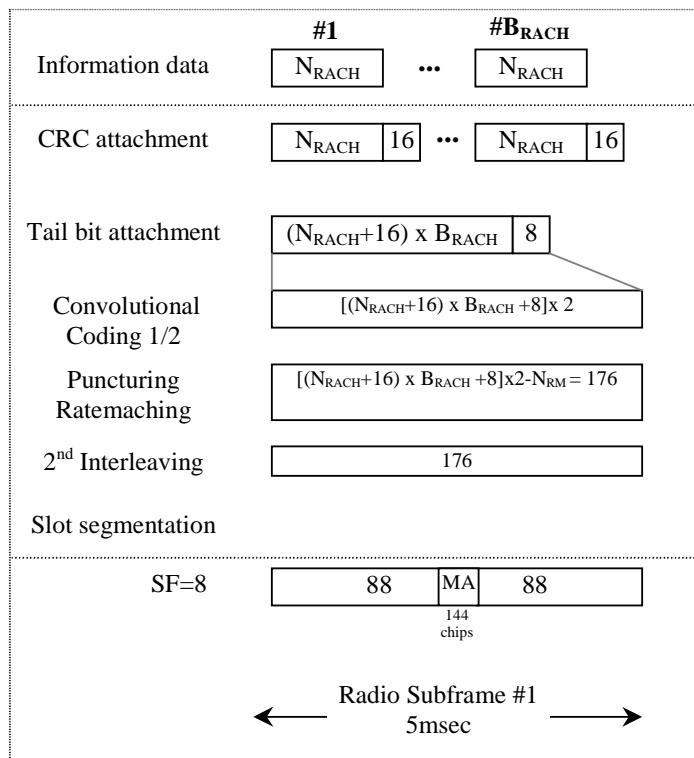 #1 #B_RACH
Information data N_RACH ••• N_RACH
CRC attachment N_RACH 16 ••• N_RACH 16
Tail bit attachment (N_RACH+16) x B_RACH 8
Convolutional
Coding 1/2
[(N_RACH+16) x B_RACH +8]x 2
Puncturing
Ratemaching
[(N_RACH+16) x B_RACH +8]x2-N_RM = 176
2nd Interleaving 176
Slot segmentation
SF=8 88 MA 88
144
chips
Radio Subframe #1
5msec